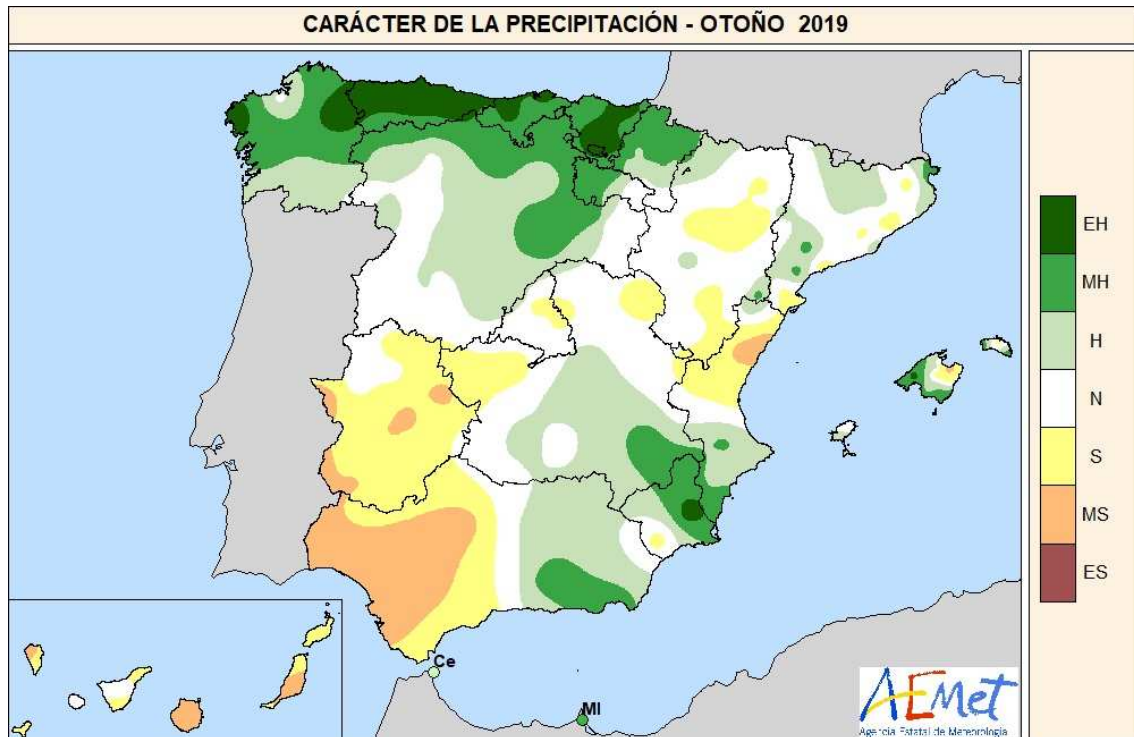 CARÁCTER DE LA PRECIPITACIÓN - OTOÑO 2019
EH
MH
H
N
S
MS
ES
Ce
Ml
AEMet
Agencia Estatal de Meteorología